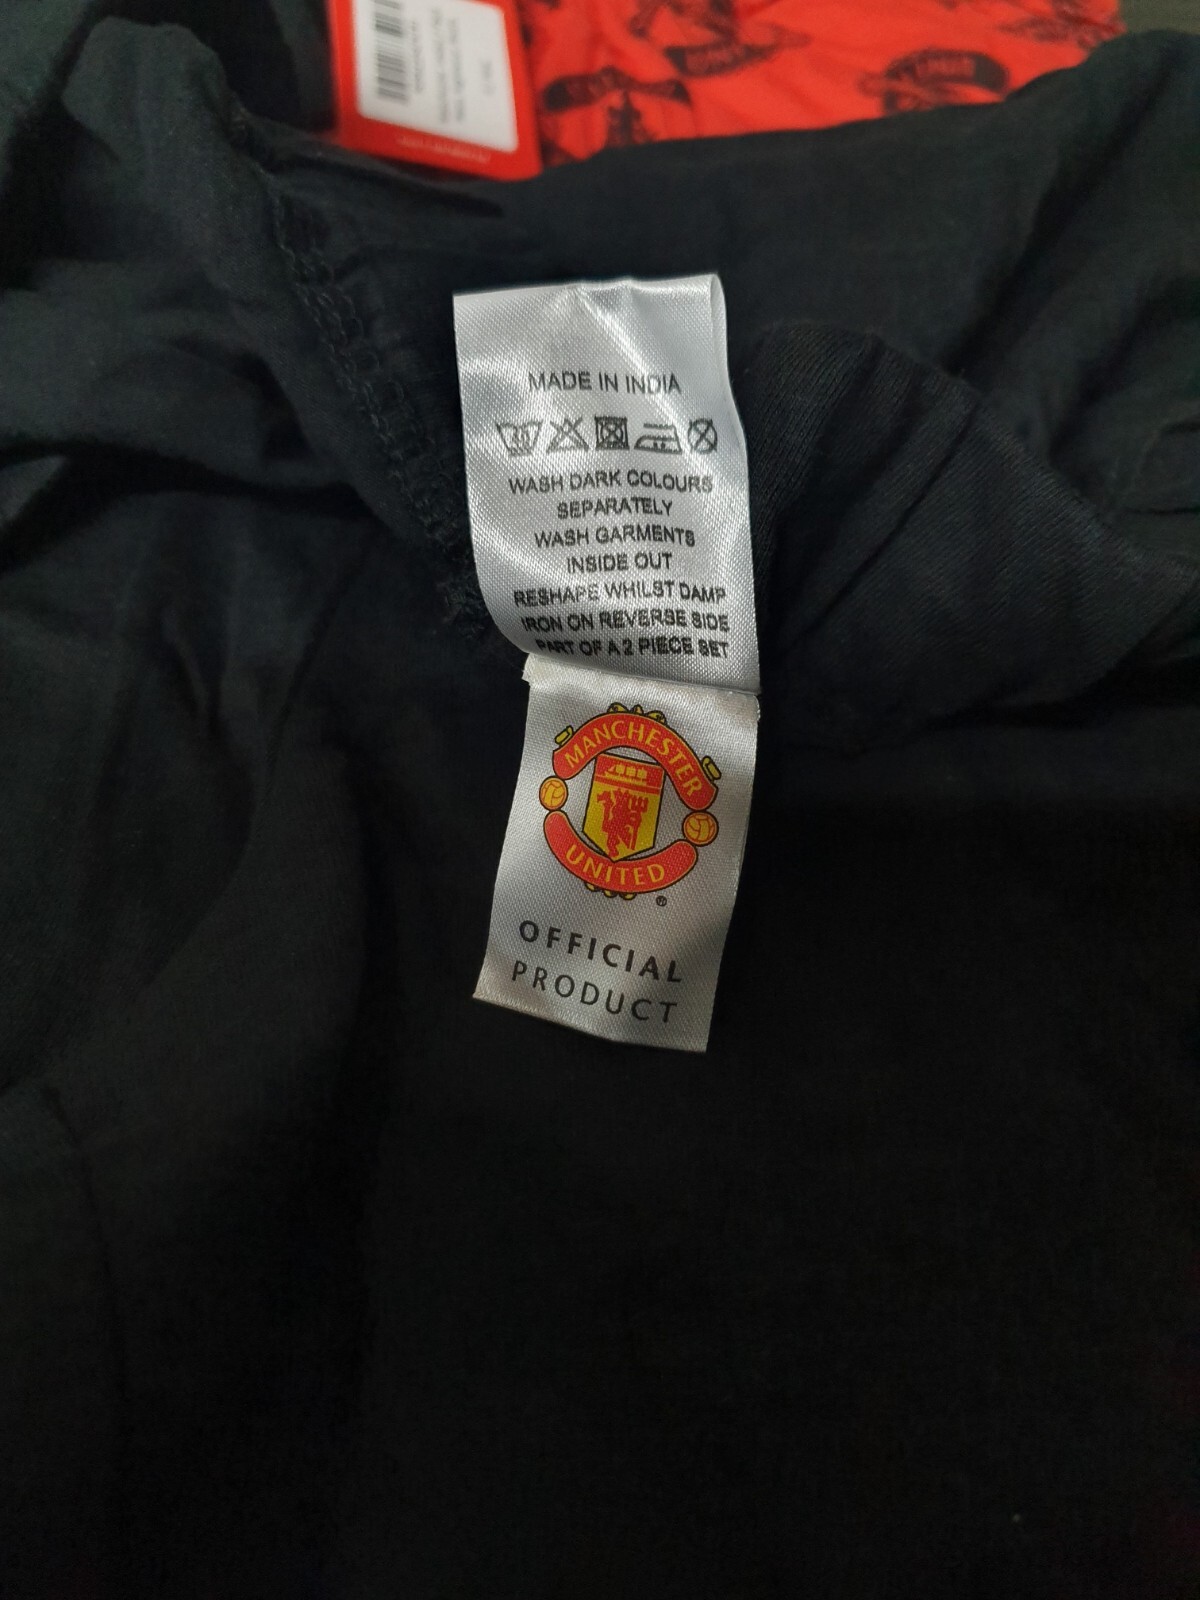 MADE IN INDIA
30
WASH DARK COLOURS
SEPARATELY
WASH GARMENTS
INSIDE OUT
RESHAPE WHILST DAMP
IRON ON REVERSE SIDE
PART OF A 2 PIECE SET
MANCHESTER
UNITED
®
OFFICIAL
PRODUCT